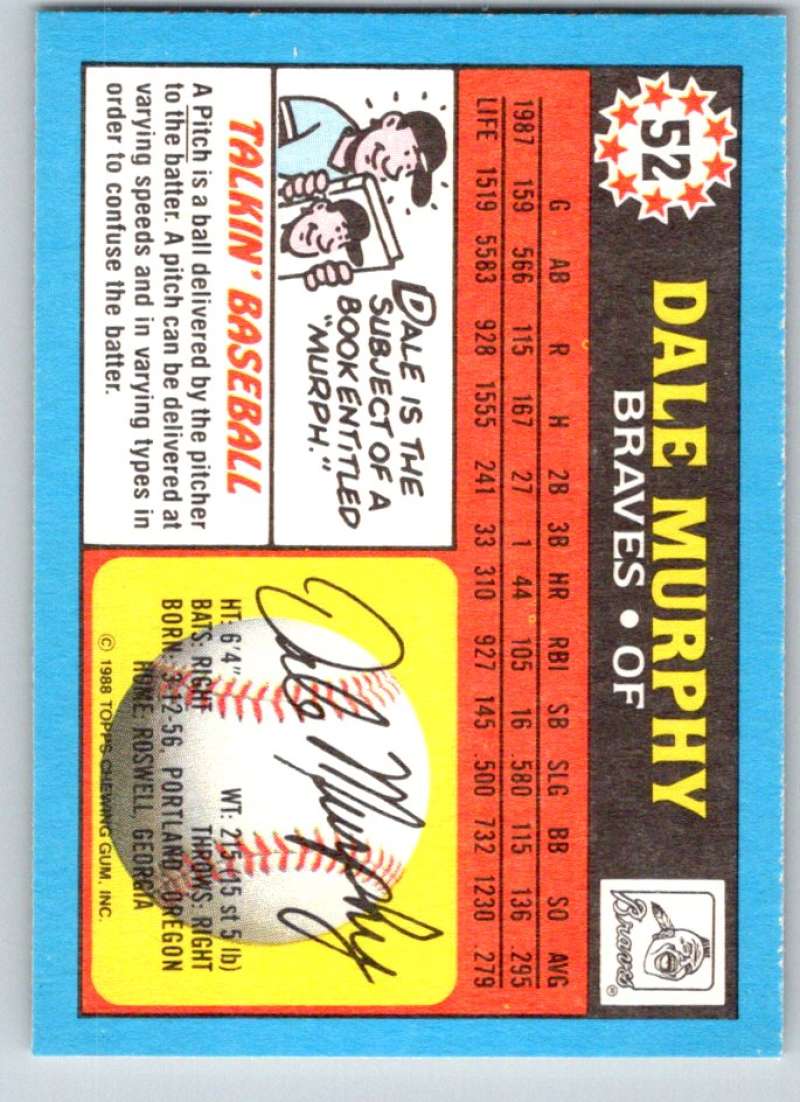 52
DALE MURPHY
BRAVES • OF
Braves ®
G AB R H 2B 3B HR RBI SB SLG BB SO AVG
1987 159 566 115 167 27 1 44 105 16 .580 115 136 .295
LIFE 1519 5583 928 1555 241 33 310 927 145 .500 732 1230 .279
DALE IS THE
SUBJECT OF A
BOOK ENTITLED
"MURPH."
TALKIN' BASEBALL
A Pitch is a ball delivered by the pitcher
to the batter. A pitch can be delivered at
varying speeds and in varying types in
order to confuse the batter.
Dale Murphy
HT: 6'4" WT: 215 (15 st 5 lb)
BATS: RIGHT THROWS: RIGHT
BORN: 3-12-56, PORTLAND, OREGON
HOME: ROSWELL, GEORGIA
© 1988 TOPPS CHEWING GUM, INC.